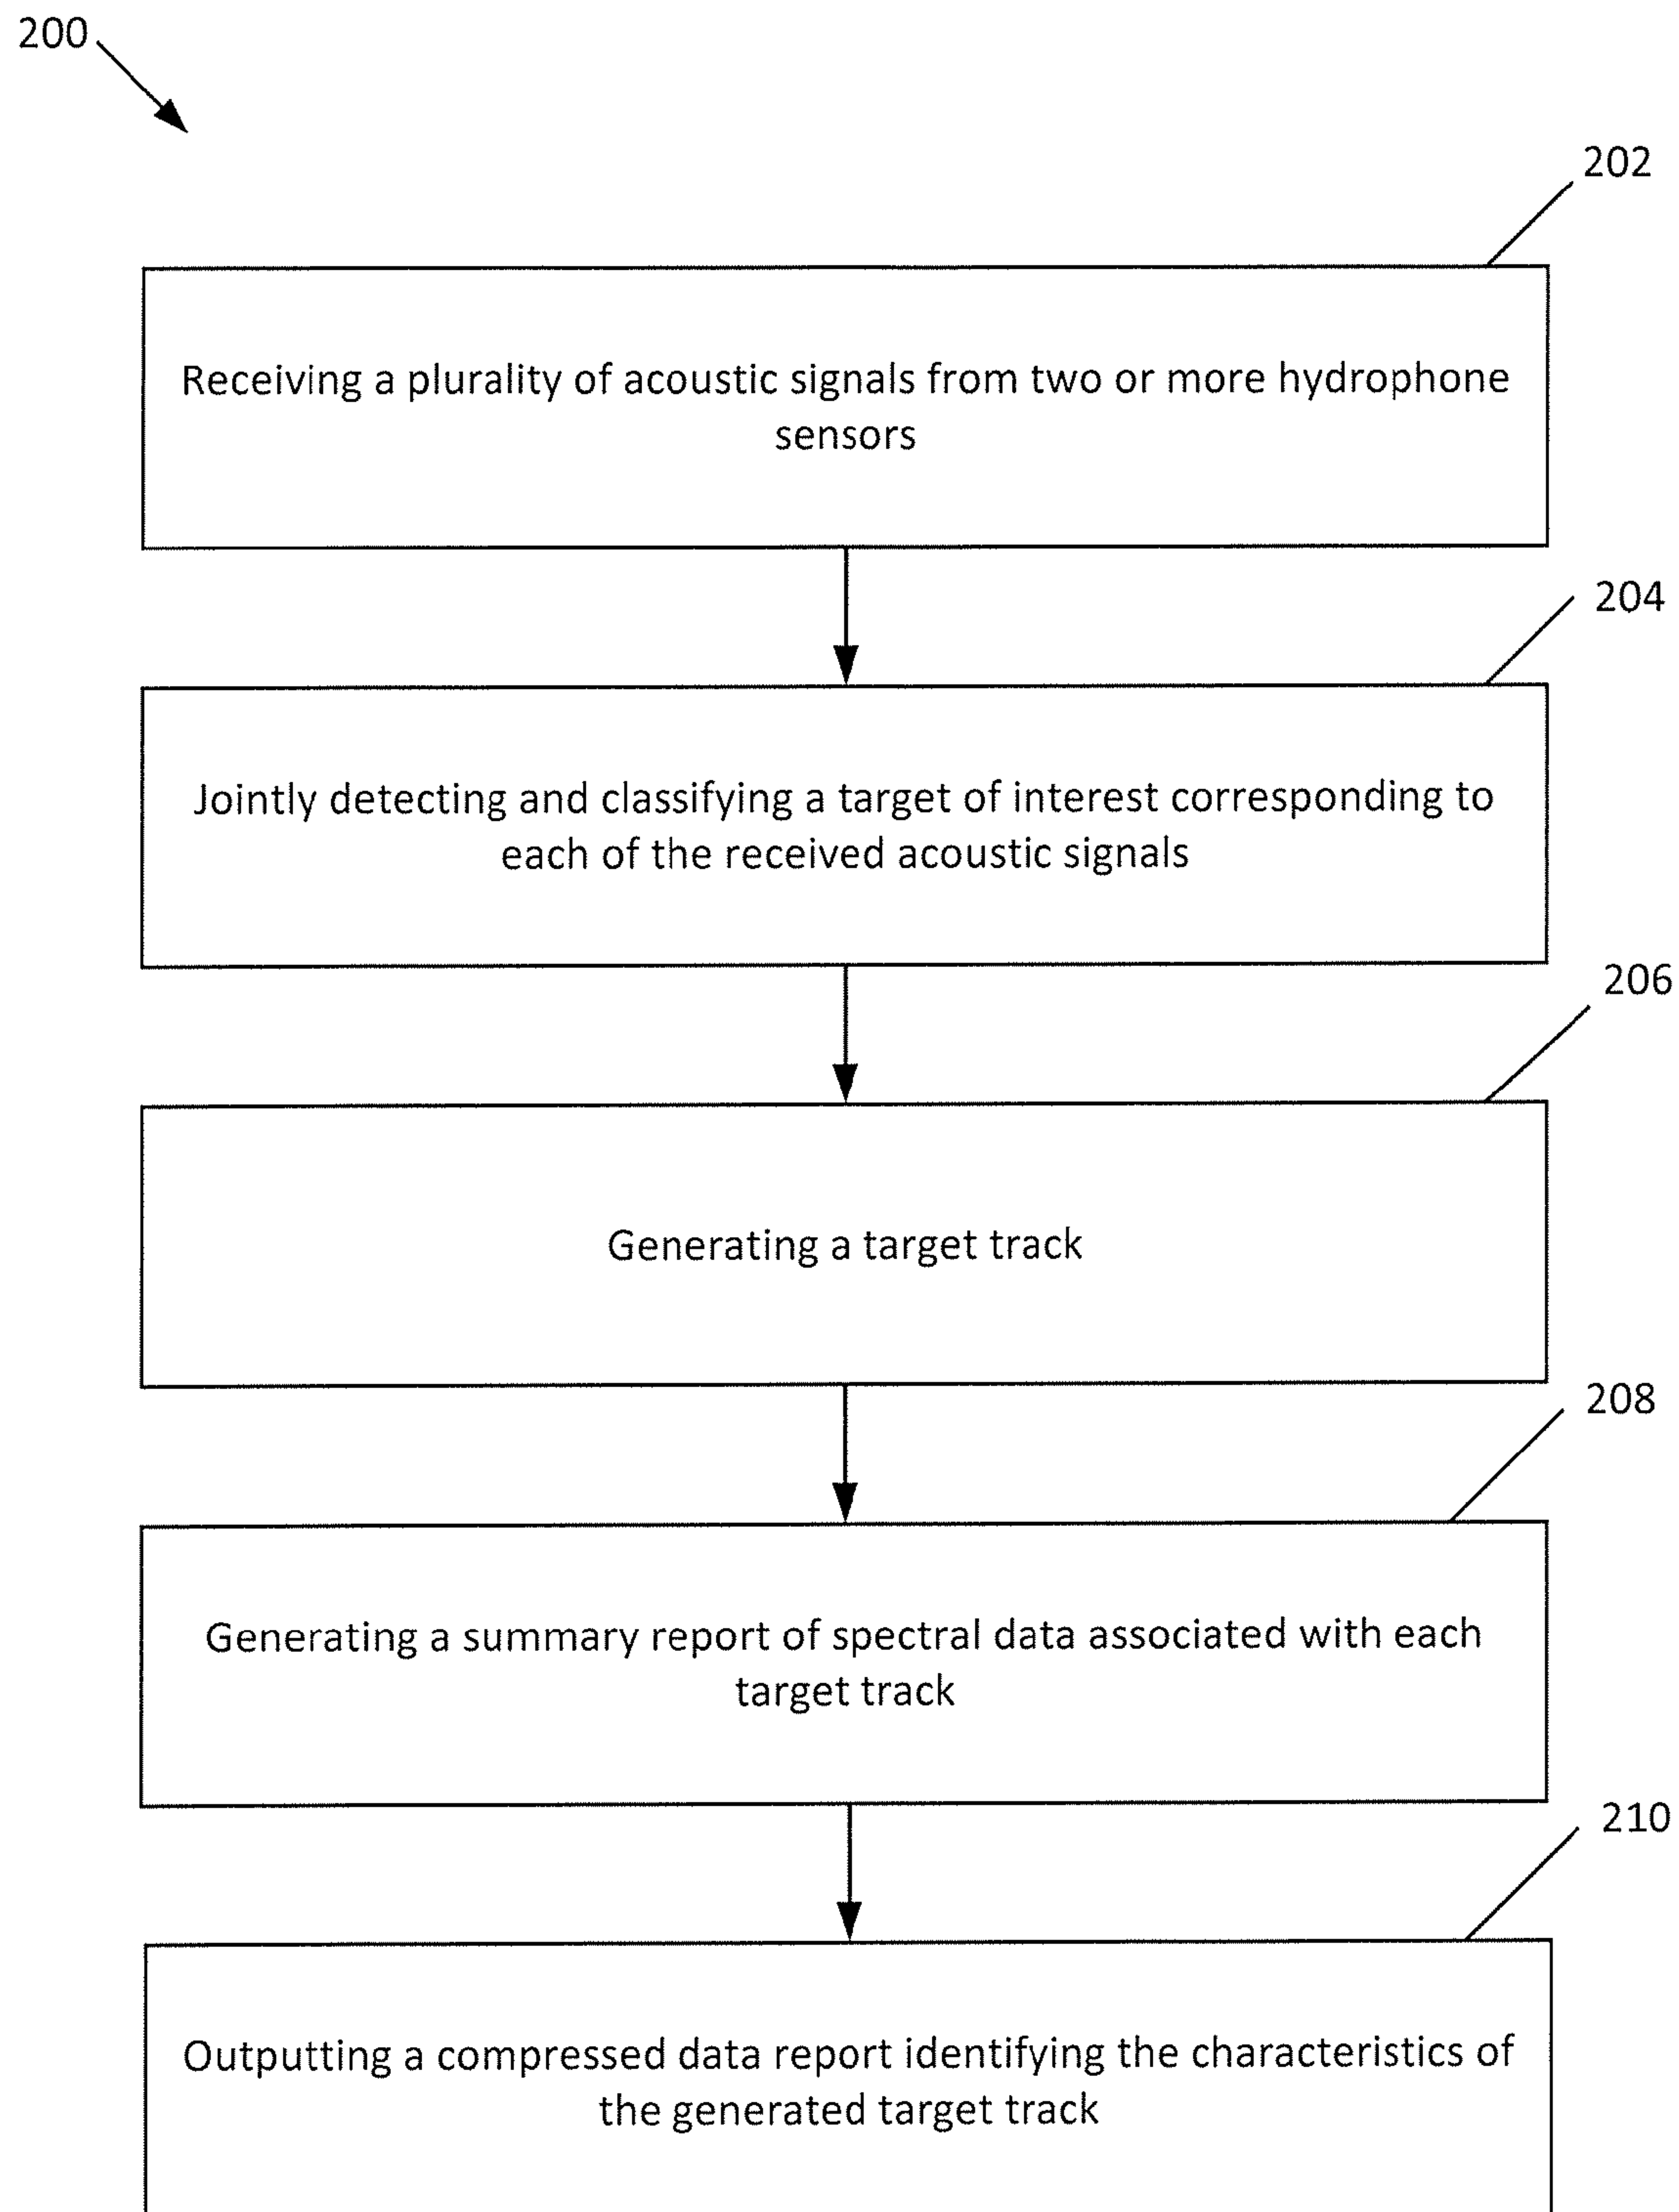 200
202
Receiving a plurality of acoustic signals from two or more hydrophone
sensors
204
Jointly detecting and classifying a target of interest corresponding to
each of the received acoustic signals
206
Generating a target track
208
Generating a summary report of spectral data associated with each
target track
210
Outputting a compressed data report identifying the characteristics of
the generated target track